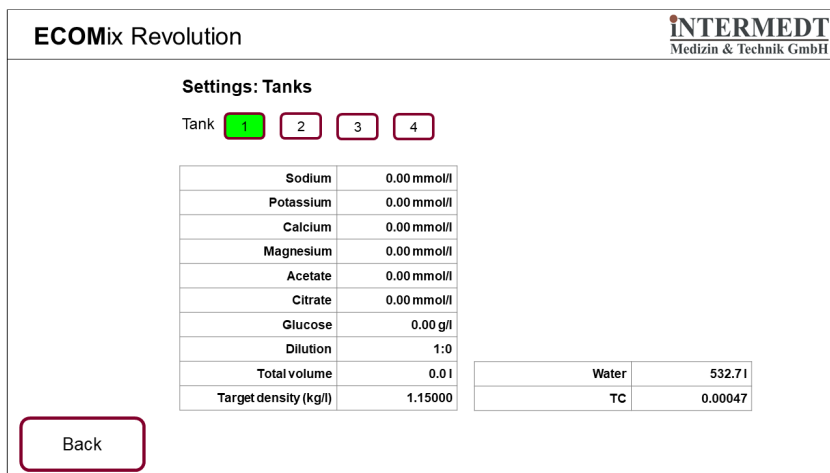 ECOMix Revolution
iNTERMEDT
Medizin & Technik GmbH
Settings: Tanks
Tank 1 2 3 4
Sodium 0.00 mmol/l
Potassium 0.00 mmol/l
Calcium 0.00 mmol/l
Magnesium 0.00 mmol/l
Acetate 0.00 mmol/l
Citrate 0.00 mmol/l
Glucose 0.00 g/l
Dilution 1:0
Total volume 0.0 l Water 532.7 l
Target density (kg/l) 1.15000 TC 0.00047
Back